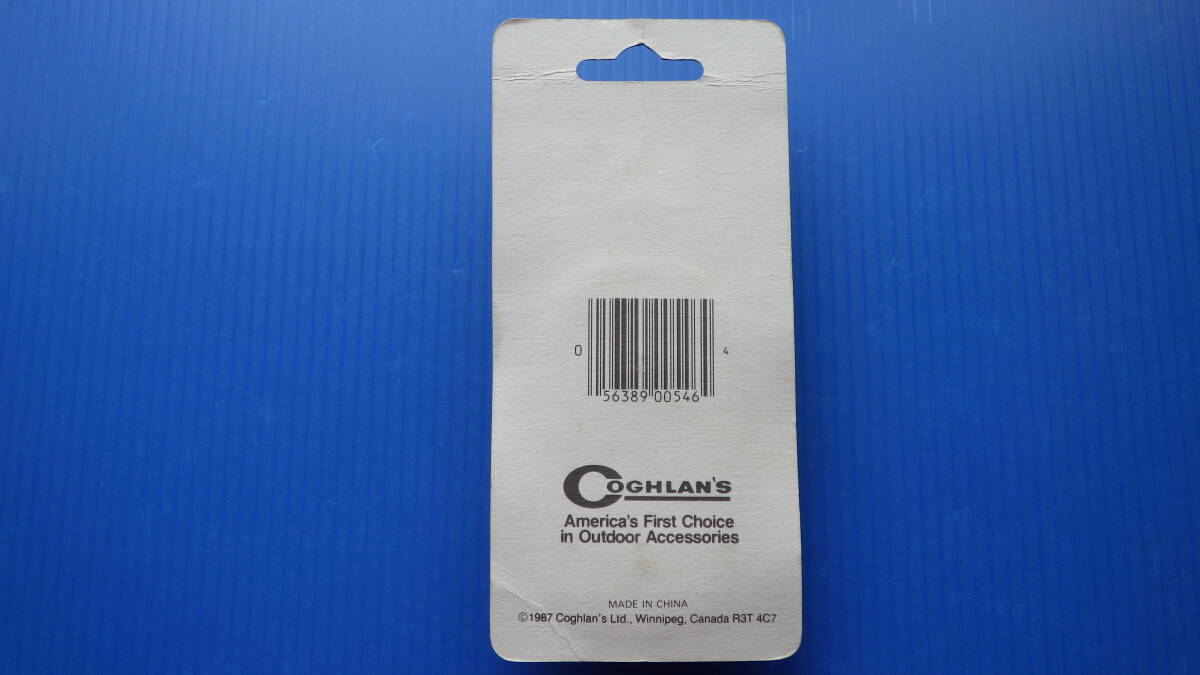 0 56389 00546 4
COGHLAN'S
America's First Choice
in Outdoor Accessories
MADE IN CHINA
©1987 Coghlan's Ltd., Winnipeg, Canada R3T 4C7